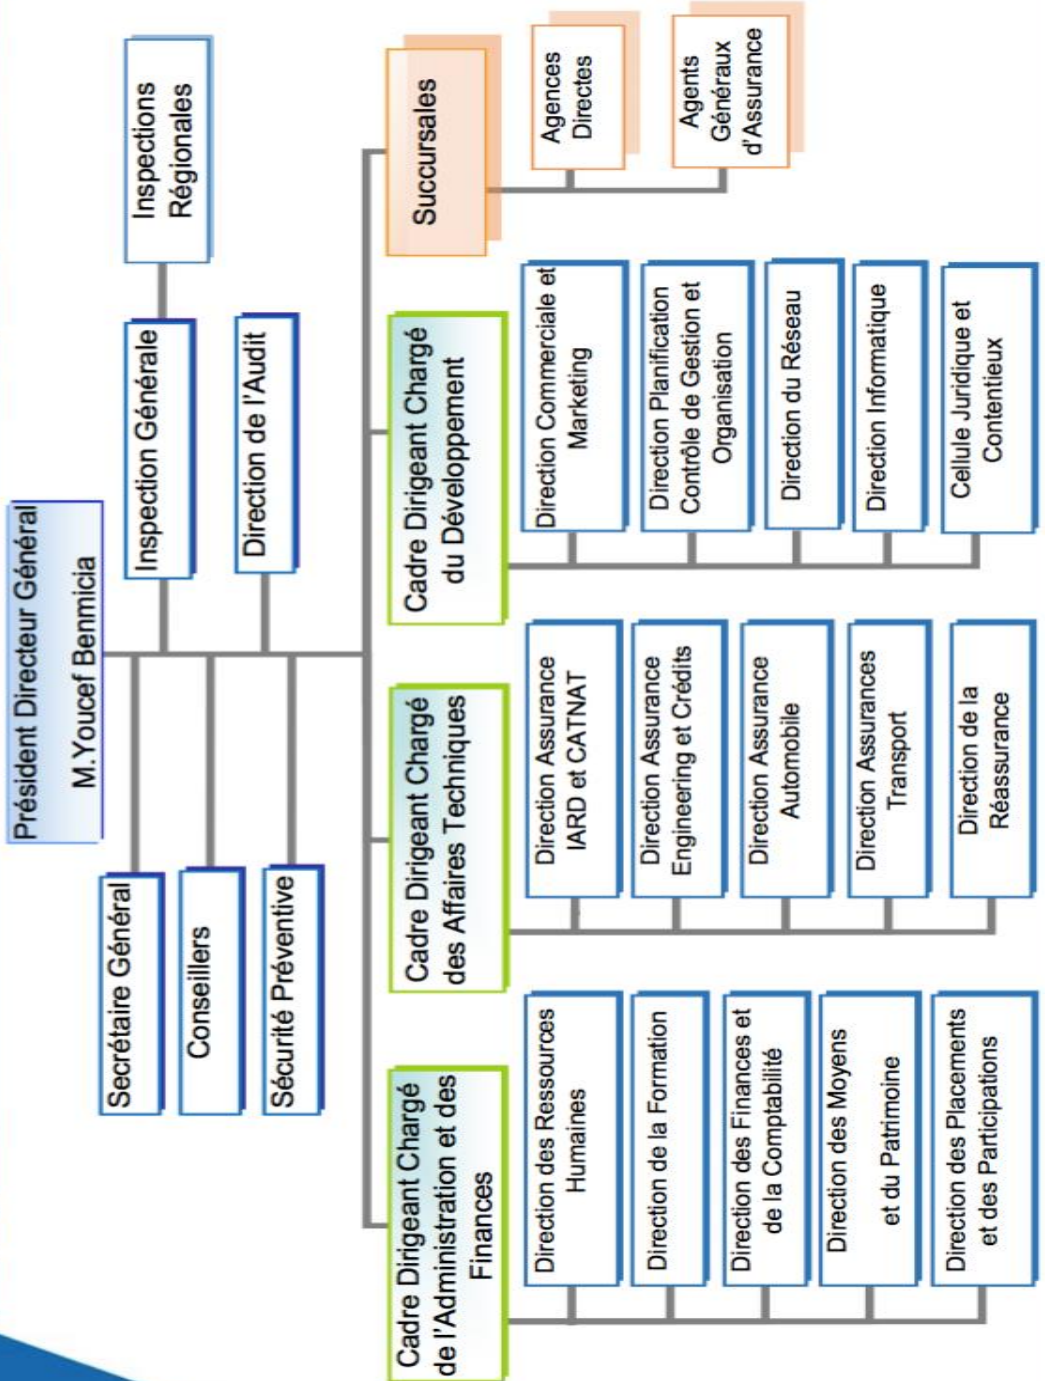 Président Directeur Général
M.Youcef Benmicia
Secrétaire Général
Conseillers
Sécurité Préventive
Inspection Générale
Inspections
Régionales
Direction de l'Audit
Cadre Dirigeant Chargé
de l'Administration et des
Finances
Direction des Ressources
Humaines
Direction de la Formation
Direction des Finances et
de la Comptabilité
Direction des Moyens
et du Patrimoine
Direction des Placements
et des Participations
Cadre Dirigeant Chargé
des Affaires Techniques
Direction Assurance
IARD et CATNAT
Direction Assurance
Engineering et Crédits
Direction Assurance
Automobile
Direction Assurances
Transport
Direction de la
Réassurance
Cadre Dirigeant Chargé
du Développement
Direction Commerciale et
Marketing
Direction Planification
Contrôle de Gestion et
Organisation
Direction du Réseau
Direction Informatique
Cellule Juridique et
Contentieux
Succursales
Agences
Directes
Agents
Généraux
d'Assurance